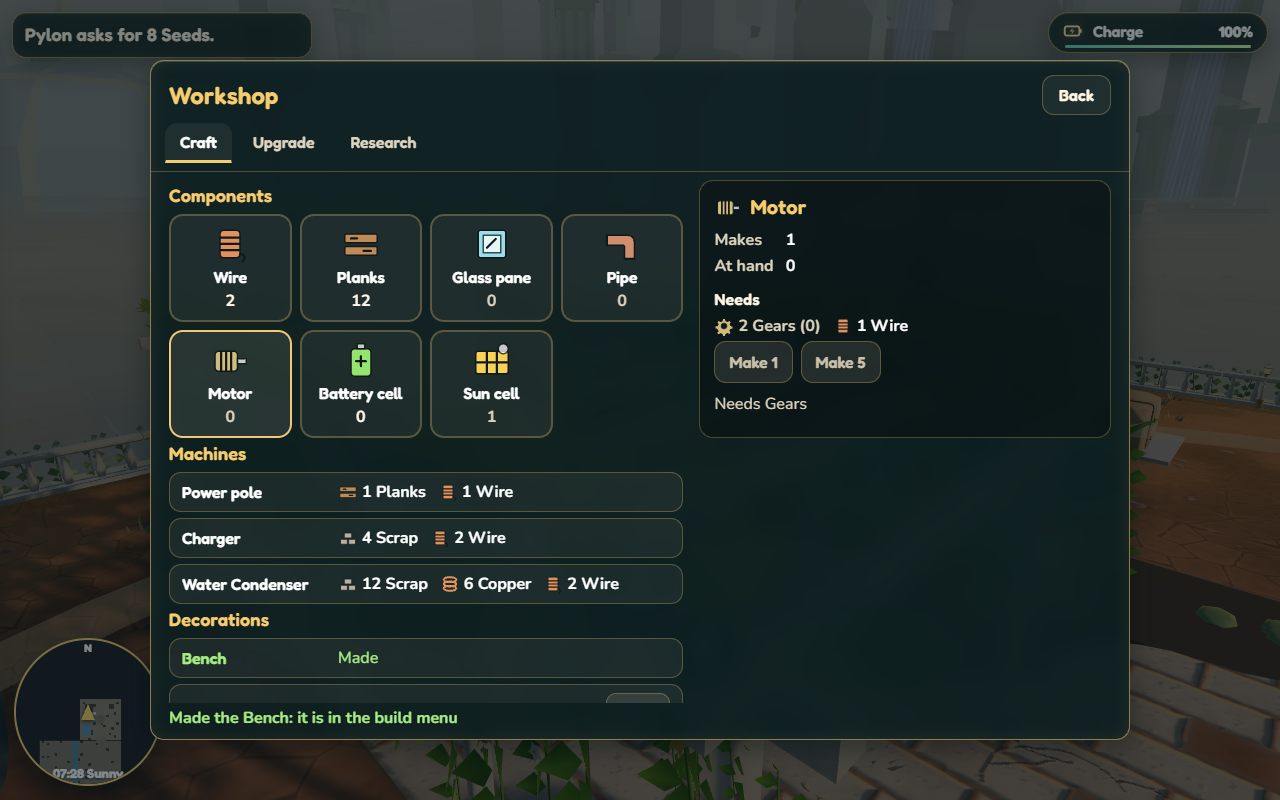 Pylon asks for 8 Seeds.
Charge 100%
Workshop
Back
Craft Upgrade Research
Components
Wire
2
Planks
12
Glass pane
0
Pipe
0
Motor
0
Battery cell
0
Sun cell
1
Machines
Power pole 1 Planks 1 Wire
Charger 4 Scrap 2 Wire
Water Condenser 12 Scrap 6 Copper 2 Wire
Decorations
Bench Made
Made the Bench: it is in the build menu
Motor
Makes 1
At hand 0
Needs
2 Gears (0) 1 Wire
Make 1 Make 5
Needs Gears
N
07:28 Sunny